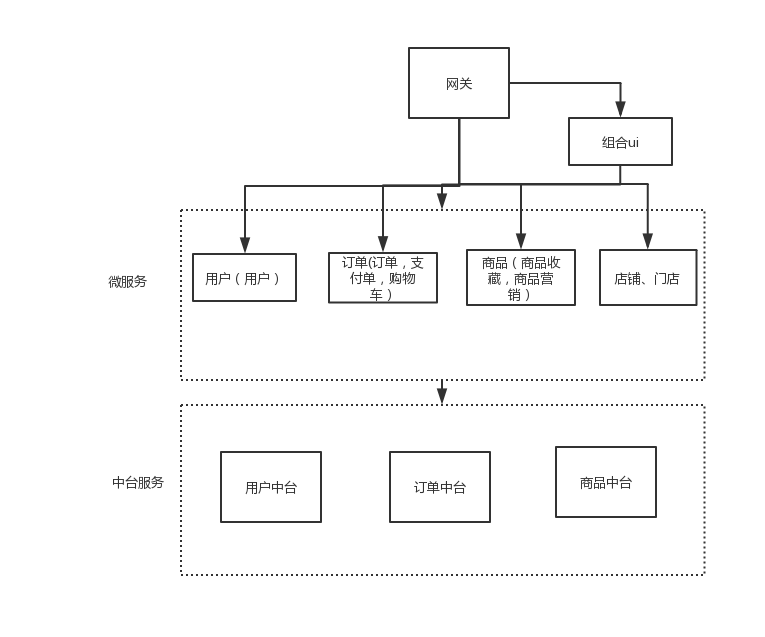 网关
组合ui
微服务
用户（用户）
订单(订单，支
付单，购物
车）
商品（商品收
藏，商品营
销）
店铺、门店
中台服务
用户中台
订单中台
商品中台